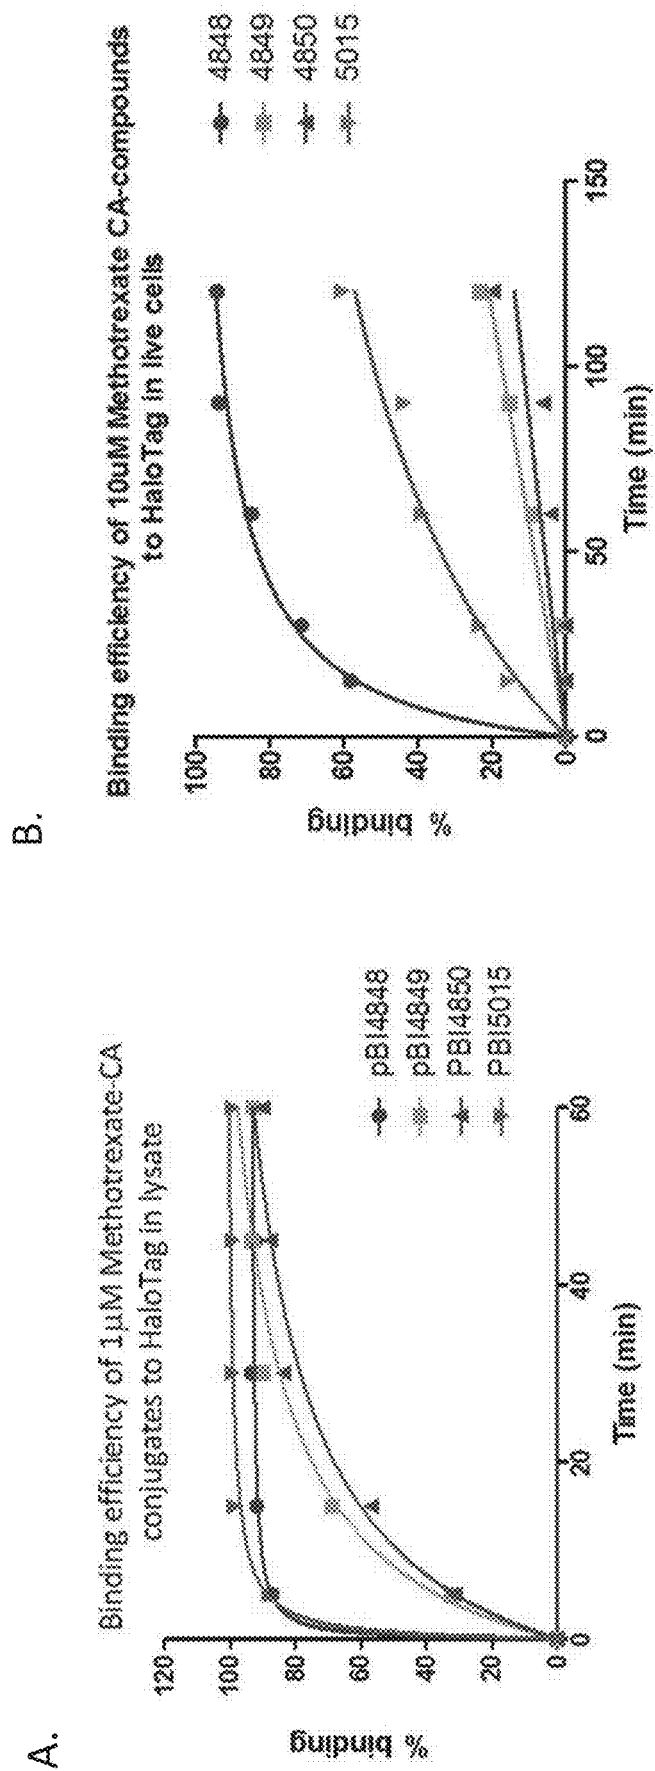 A.
Binding efficiency of 1µM Methotrexate-CA
conjugates to HaloTag in lysate
% binding
120
100
80
60
40
20
0
0
20
40
60
Time (min)
pBI4848
pBI4849
PBI4850
PBI5015
B.
Binding efficiency of 10uM Methotrexate CA-compounds
to HaloTag in live cells
% binding
100
80
60
40
20
0
0
50
100
150
Time (min)
4848
4849
4850
5015